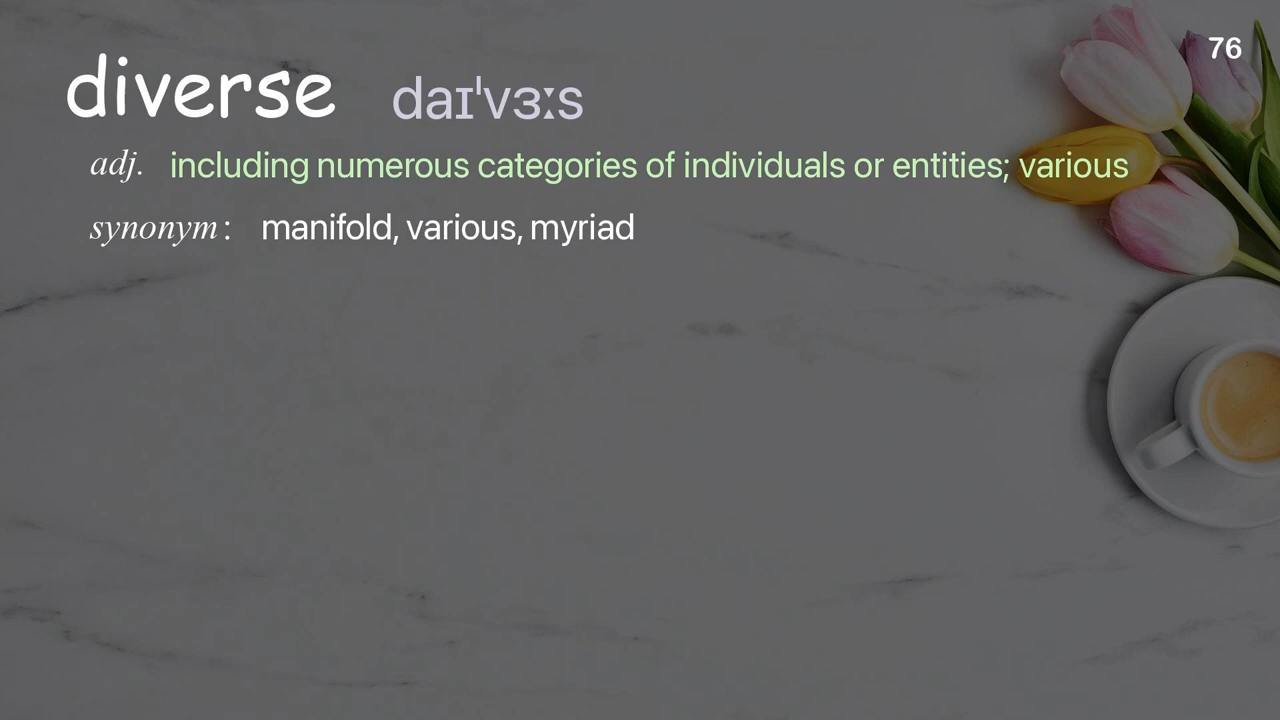 76
diverse daɪˈvɜːs
adj. including numerous categories of individuals or entities; various
synonym: manifold, various, myriad